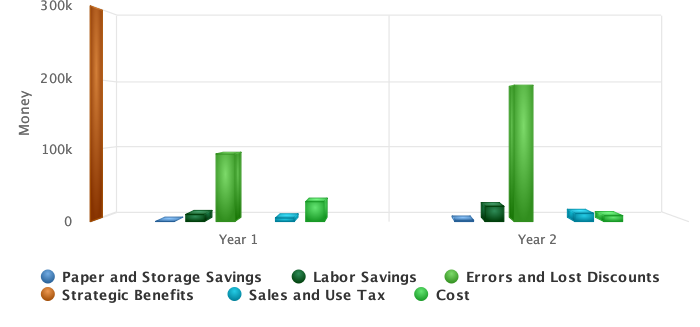 300k
200k
100k
0
Money
Year 1 Year 2
Paper and Storage Savings Labor Savings Errors and Lost Discounts
Strategic Benefits Sales and Use Tax Cost